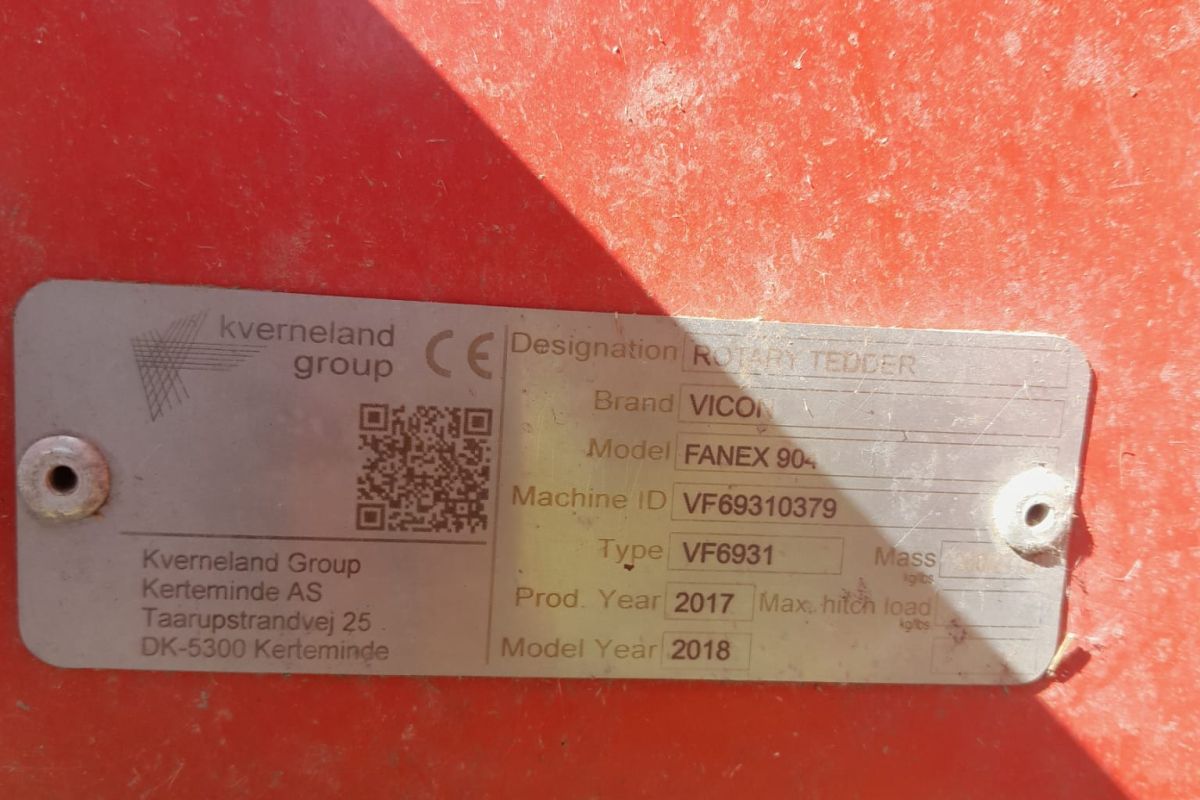 kverneland
group
CE
Kverneland Group
Kerteminde AS
Taarupstrandvej 25
DK-5300 Kerteminde
Designation ROTARY TEDDER
Brand VICON
Model FANEX 904
Machine ID VF69310379
Type VF6931 Mass
kg/lbs
Prod. Year 2017 Max. hitch load
kg/lbs
Model Year 2018